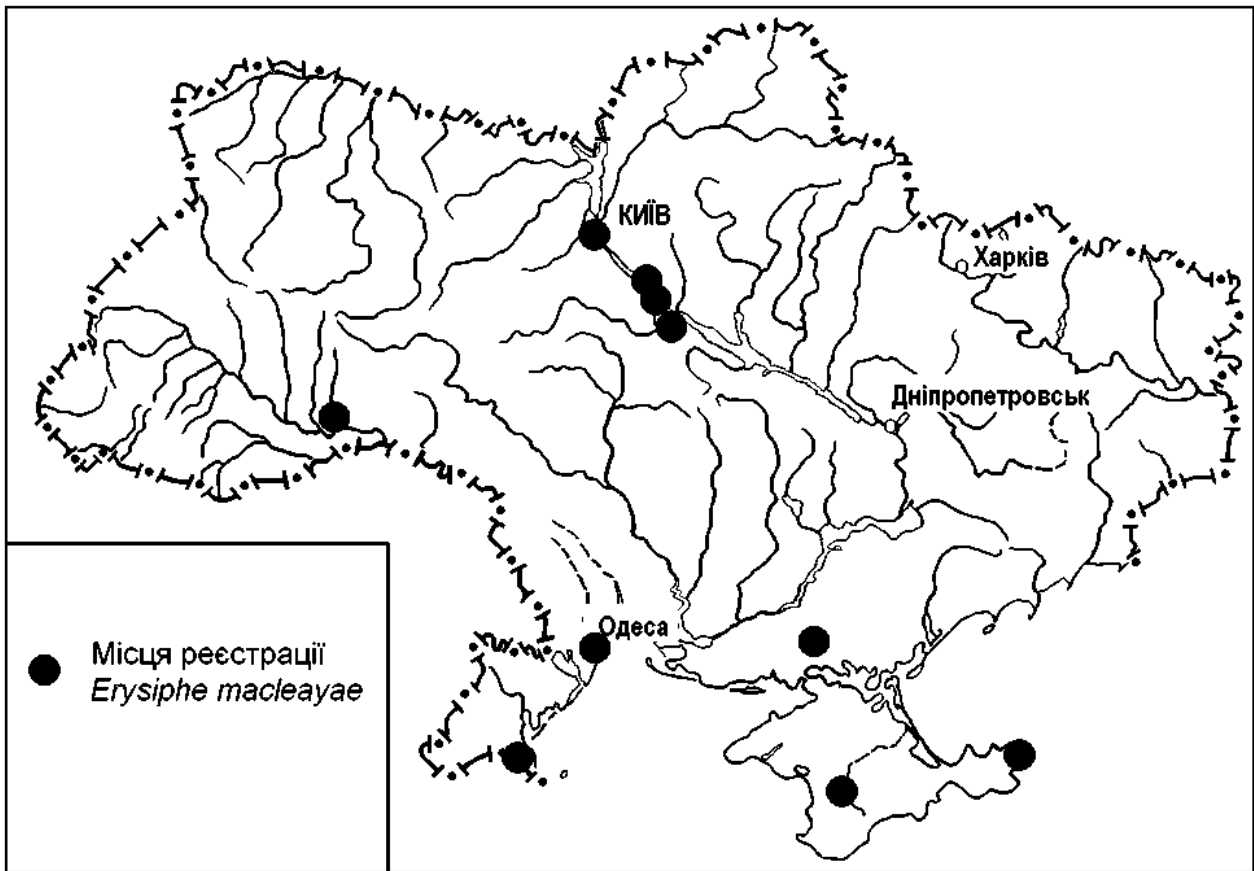 КИЇВ
Харків
Дніпропетровськ
Одеса
Місця реєстрації
Erysiphe macleayae